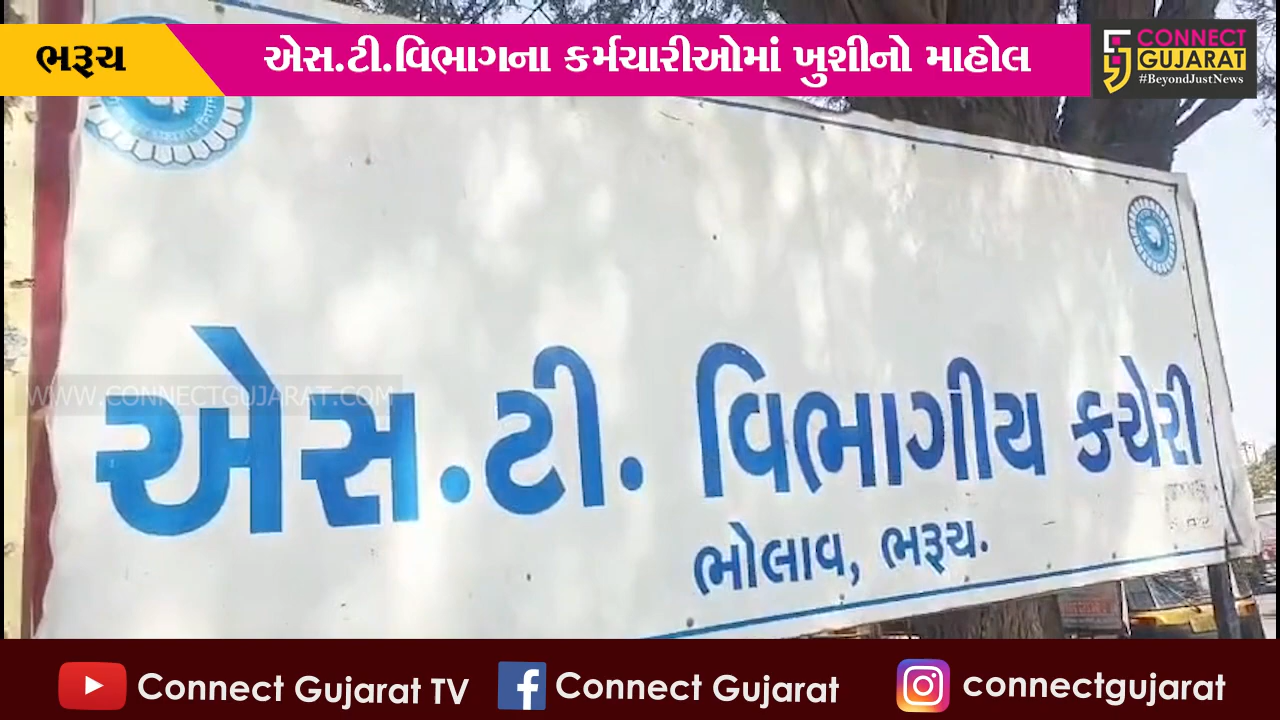 ભરૂચ
એસ.ટી.વિભાગના કર્મચારીઓમાં ખુશીનો માહોલ
CONNECT
GUJARAT
#BeyondJustNews
WWW.CONNECTGUJARAT.COM
એસ.ટી. વિભાગીય કચેરી
ભોલાવ, ભરૂચ.
Connect Gujarat TV
Connect Gujarat
connectgujarat